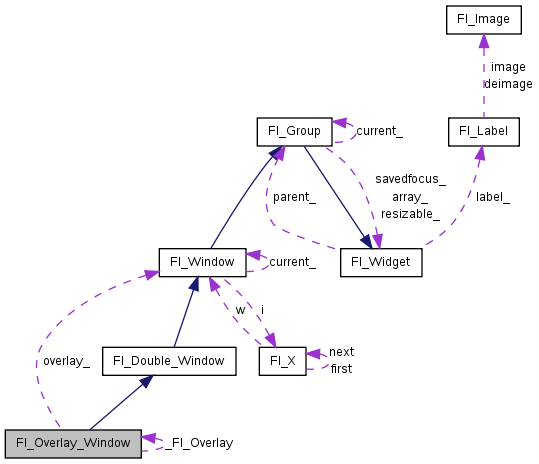 Fl_Image
image
deimage
Fl_Group
current_
Fl_Label
savedfocus_
array_
resizable_
parent_
label_
Fl_Window
current_
Fl_Widget
w
i
overlay_
Fl_Double_Window
Fl_X
next
first
Fl_Overlay_Window
_Fl_Overlay